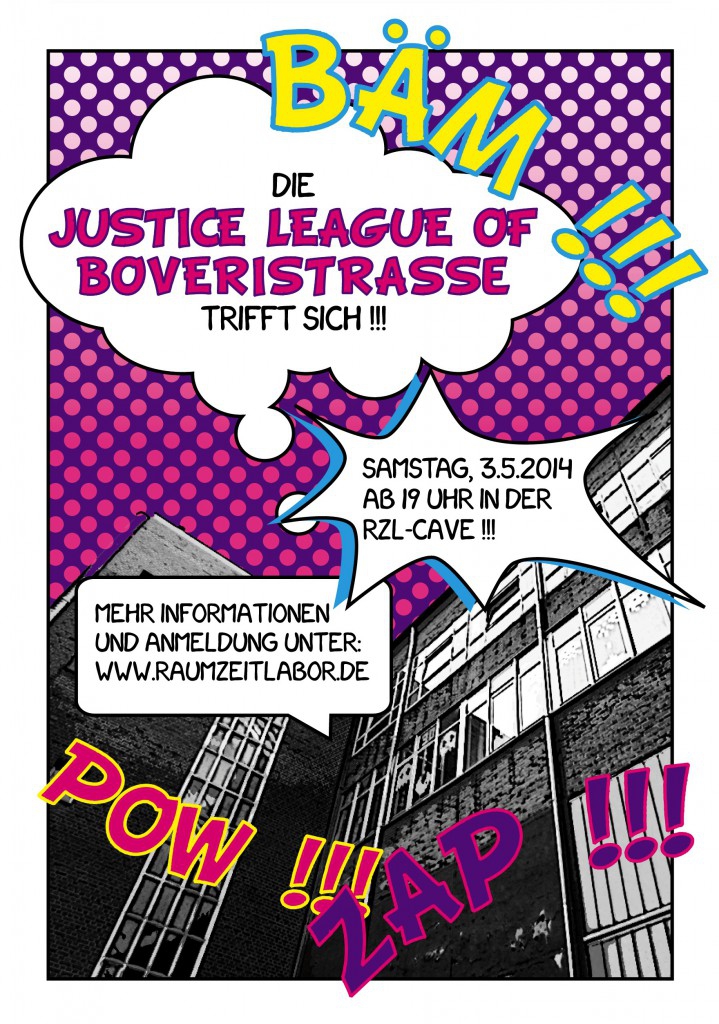 BÄM !!!
DIE
JUSTICE LEAGUE OF
BOVERISTRASSE
TRIFFT SICH !!!
SAMSTAG, 3.5.2014
AB 19 UHR IN DER
RZL-CAVE !!!
MEHR INFORMATIONEN
UND ANMELDUNG UNTER:
WWW.RAUMZEITLABOR.DE
POW !!!
ZAP !!!